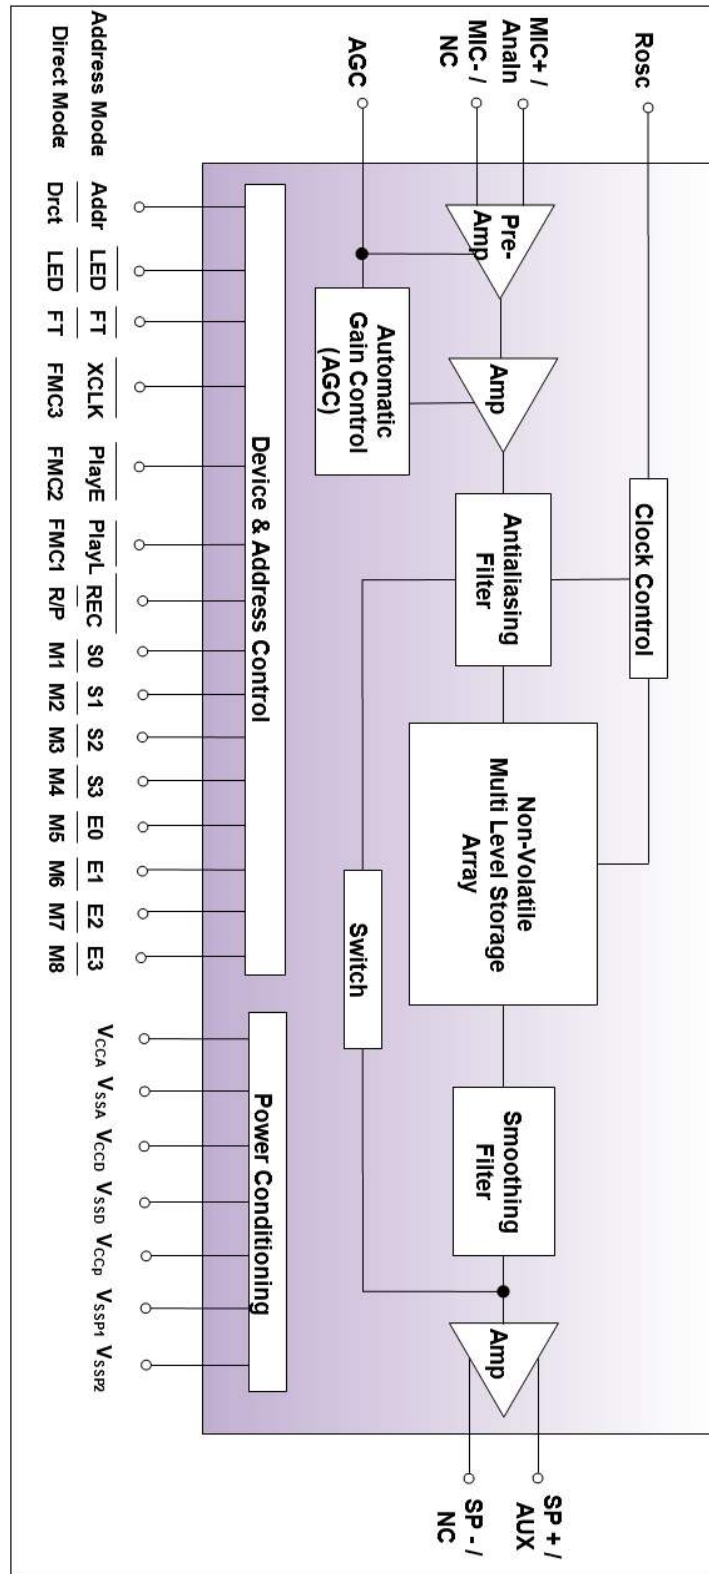 Rosc
MIC+ /
AnaIn
MIC- /
NC
AGC
Pre-
Amp
Automatic
Gain Control
(AGC)
Amp
Antialiasing
Filter
Clock Control
Non-Volatile
Multi Level Storage
Array
Switch
Smoothing
Filter
Amp
SP + /
AUX
SP - /
NC
Device & Address Control
Power Conditioning
Address Mode Addr LED FT XCLK PlayE PlayL REC S0 S1 S2 S3 E0 E1 E2 E3
Direct Mode Drct LED FT FMC3 FMC2 FMC1 R/P M1 M2 M3 M4 M5 M6 M7 M8
VCCA VSSA VCCD VSSD VCCp VSSP1 VSSP2